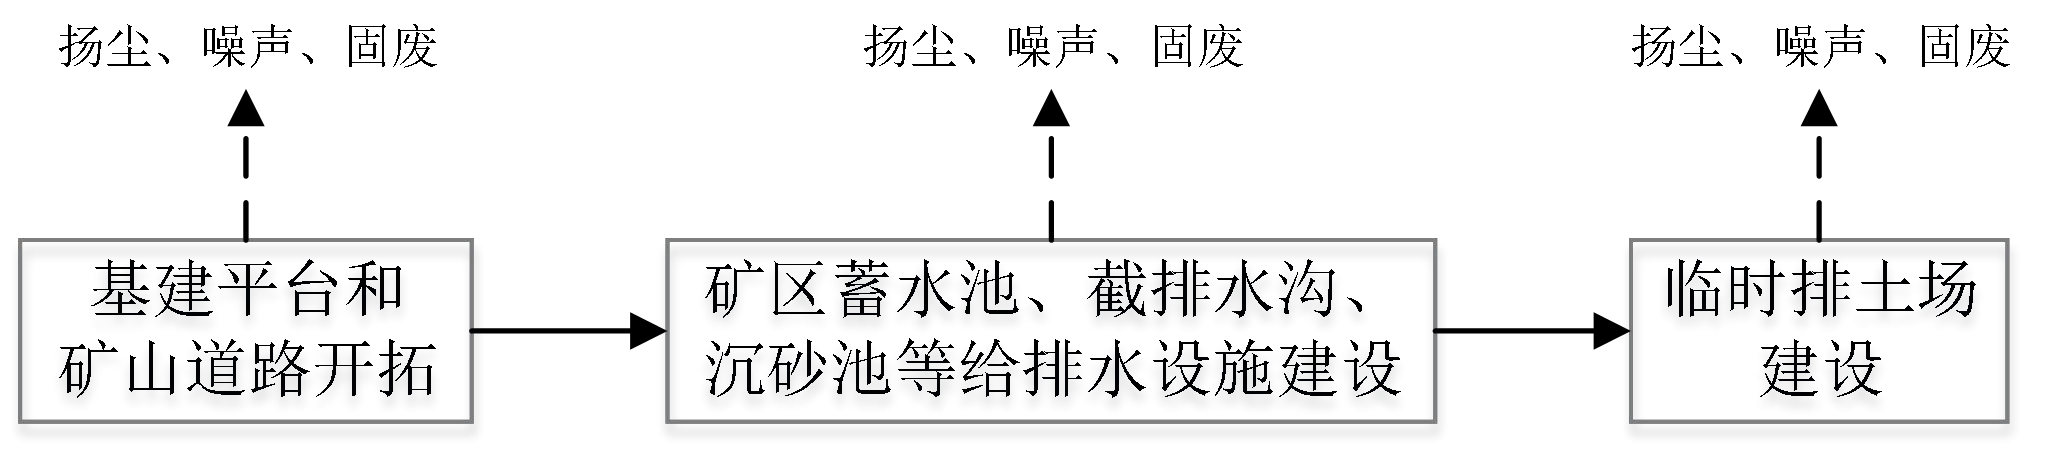 扬尘、噪声、固废
扬尘、噪声、固废
扬尘、噪声、固废
基建平台和
矿山道路开拓
矿区蓄水池、截排水沟、
沉砂池等给排水设施建设
临时排土场
建设